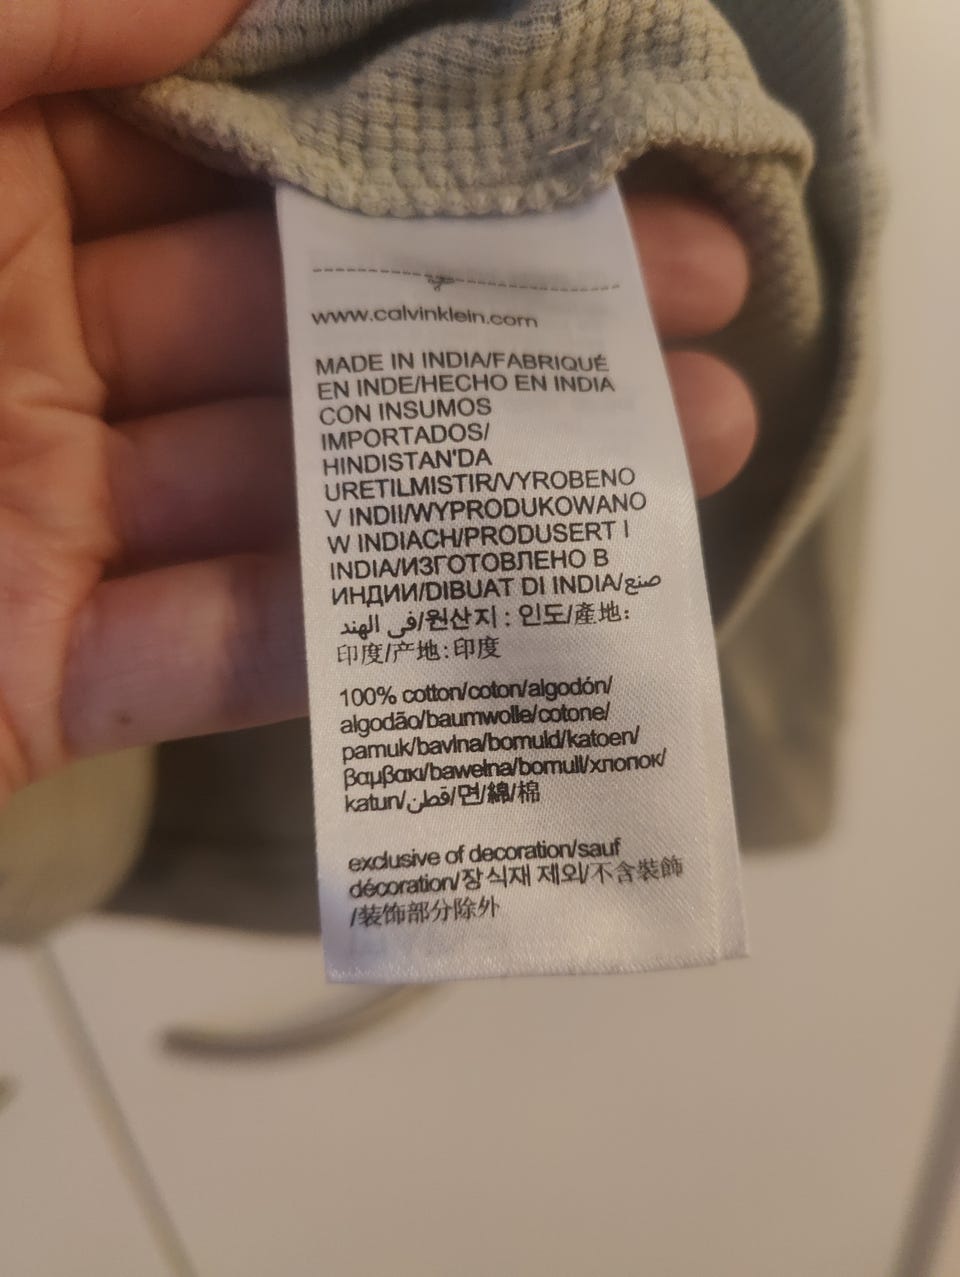 www.calvinklein.com
MADE IN INDIA/FABRIQUÉ
EN INDE/HECHO EN INDIA
CON INSUMOS
IMPORTADOS/
HINDISTAN'DA
URETILMISTIR/VYROBENO
V INDII/WYPRODUKOWANO
W INDIACH/PRODUSERT I
INDIA/ИЗГОТОВЛЕНО В
ИНДИИ/DIBUAT DI INDIA/صنع
في الهند/원산지 : 인도/產地:
印度/产地:印度
100% cotton/coton/algodón/
algodão/baumwolle/cotone/
pamuk/bavlna/bomuld/katoen/
βαμβακι/bawełna/bomull/хлопок/
katun/قطن/면/綿/棉
exclusive of decoration/sauf
décoration/장식재 제외/不含裝飾
/装饰部分除外